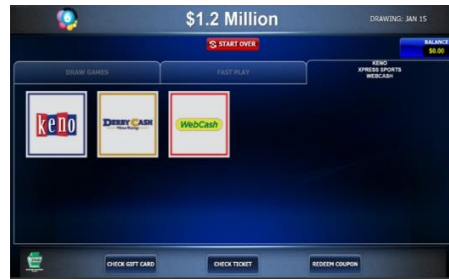 6
$1.2 Million
DRAWING: JAN 15
START OVER
BALANCE
$0.00
DRAW GAMES
FAST PLAY
KENO
XPRESS SPORTS
WEBCASH
keno
DERBY CASH
WebCash
CHECK GIFT CARD
CHECK TICKET
REDEEM COUPON